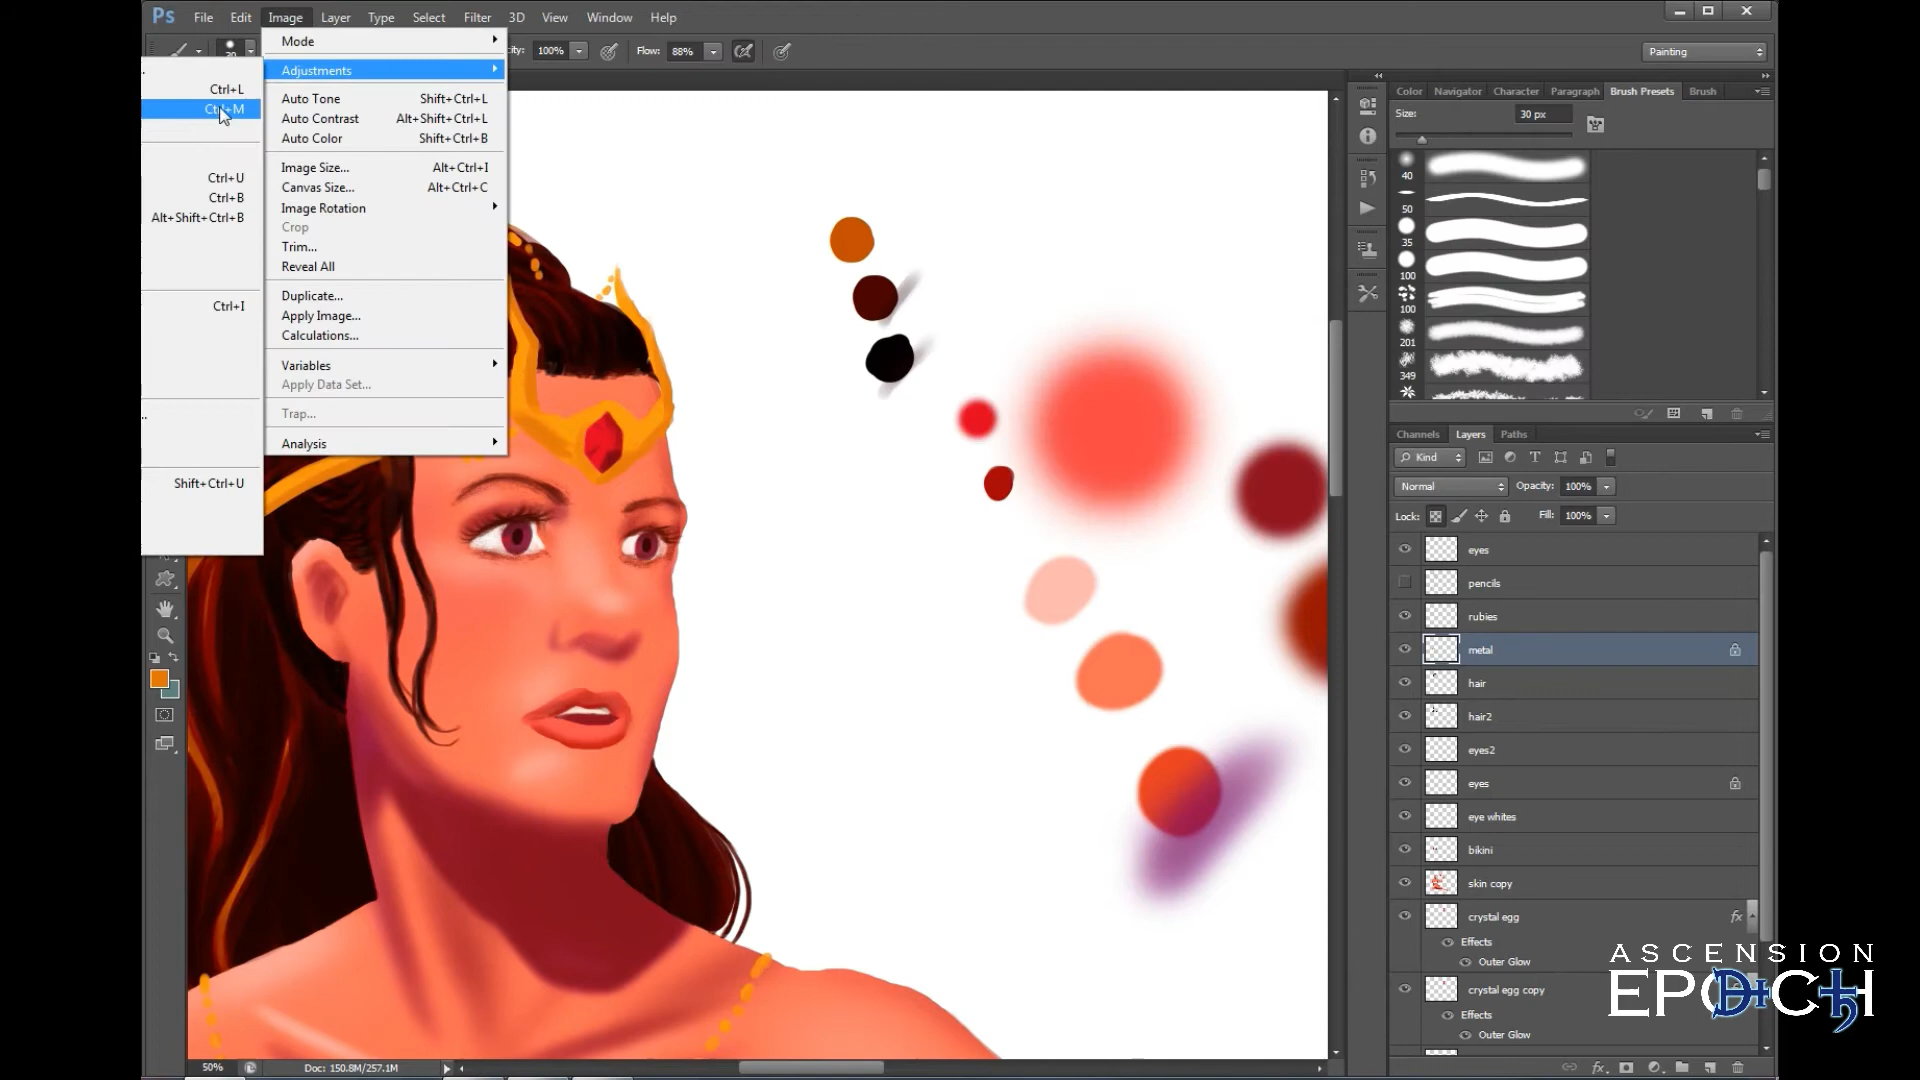 Ps File Edit Image Layer Type Select Filter 3D View Window Help
100% Flow: 88% Painting
Mode
Adjustments
Auto Tone Shift+Ctrl+L
Auto Contrast Alt+Shift+Ctrl+L
Auto Color Shift+Ctrl+B
Image Size... Alt+Ctrl+I
Canvas Size... Alt+Ctrl+C
Image Rotation
Crop
Trim...
Reveal All
Duplicate...
Apply Image...
Calculations...
Variables
Apply Data Set...
Trap...
Analysis
Ctrl+L
Ctrl+M
Ctrl+U
Ctrl+B
Alt+Shift+Ctrl+B
Ctrl+I
Shift+Ctrl+U
Color Navigator Character Paragraph Brush Presets Brush
Size: 30 px
40
50
35
100
100
201
349
Channels Layers Paths
Kind
Normal Opacity: 100%
Lock: Fill: 100%
eyes
pencils
rubies
metal
hair
hair2
eyes2
eyes
eye whites
bikini
skin copy
crystal egg fx
Effects
Outer Glow
crystal egg copy
Effects
Outer Glow
ASCENSION
EPOCH
50% Doc: 150.8M/257.1M